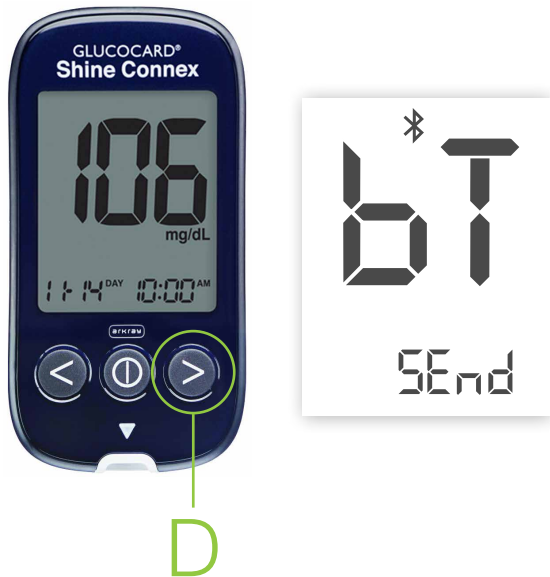 GLUCOCARD®
Shine Connex
106
mg/dL
11-14 DAY 10:00 AM
arkray
< >
D
bT
SEnd